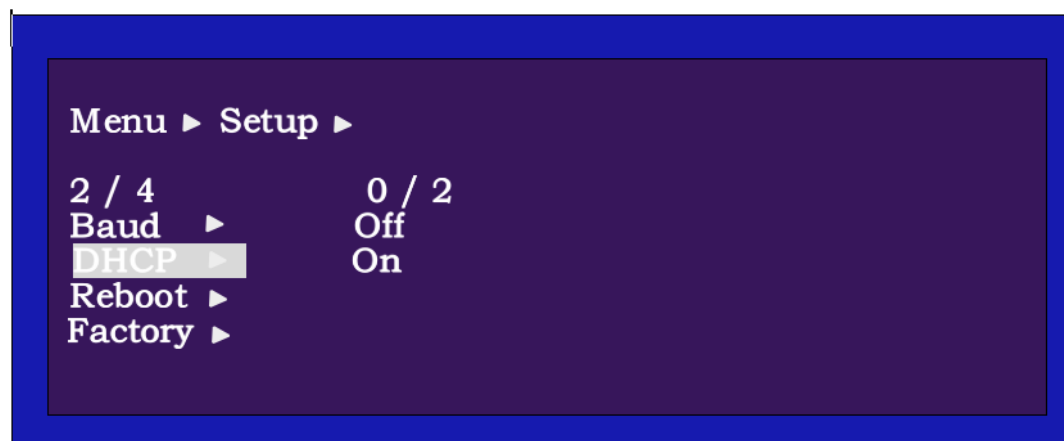 Menu ▶ Setup ▶
2 / 4 0 / 2
Baud ▶ Off
DHCP ▶ On
Reboot ▶
Factory ▶